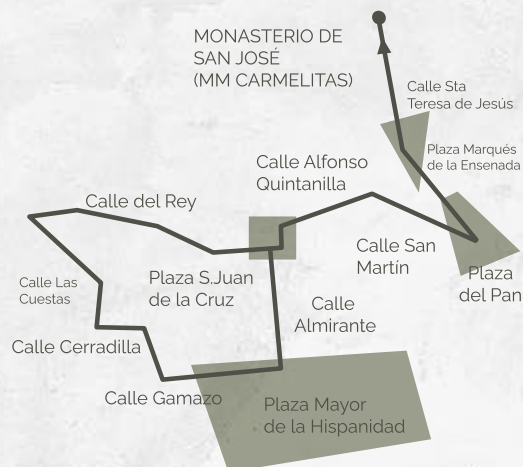 MONASTERIO DE
SAN JOSÉ
(MM CARMELITAS)
Calle Sta
Teresa de Jesús
Plaza Marqués
de la Ensenada
Calle Alfonso
Quintanilla
Calle del Rey
Calle San
Martín
Plaza
del Pan
Calle Las
Cuestas
Plaza S.Juan
de la Cruz
Calle
Almirante
Calle Cerradilla
Calle Gamazo
Plaza Mayor
de la Hispanidad